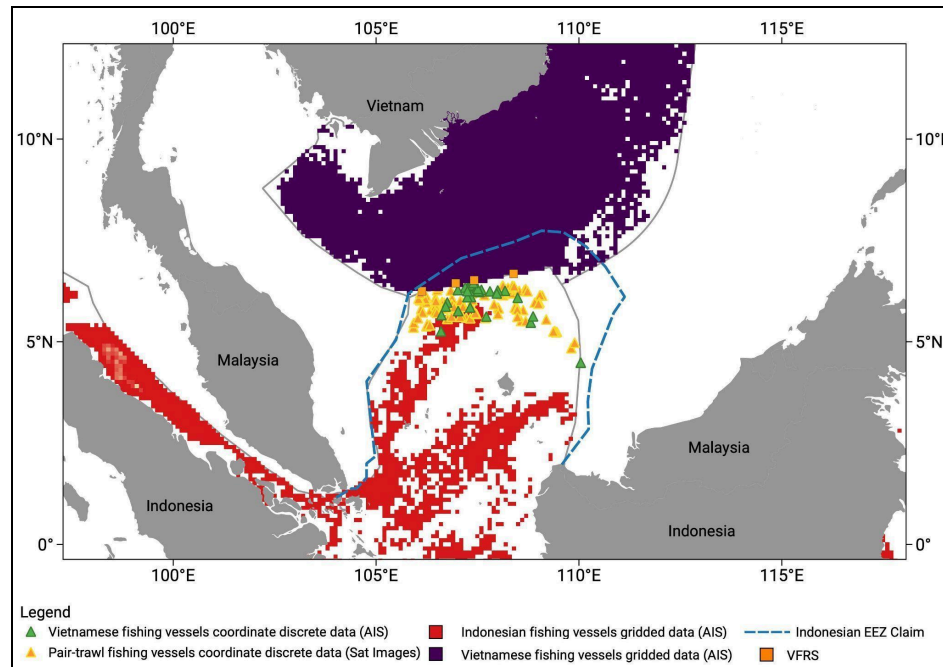 100°E 105°E 110°E 115°E
Vietnam
10°N 10°N
5°N 5°N
Malaysia
Malaysia
Indonesia
Indonesia
0° 0°
100°E 105°E 110°E 115°E
Legend
Vietnamese fishing vessels coordinate discrete data (AIS) Indonesian fishing vessels gridded data (AIS) Indonesian EEZ Claim
Pair-trawl fishing vessels coordinate discrete data (Sat Images) Vietnamese fishing vessels gridded data (AIS) VFRS